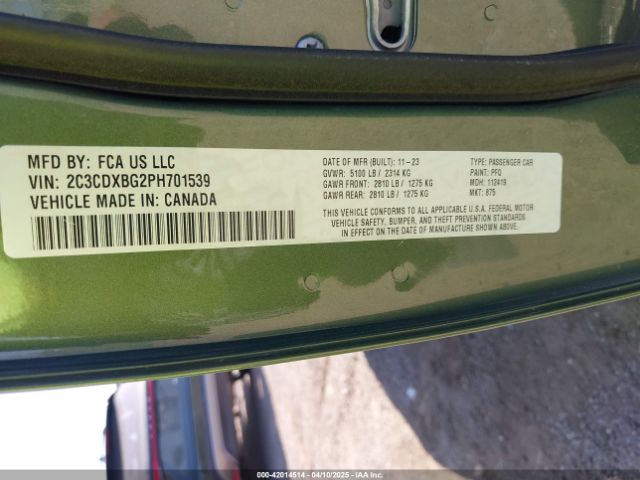 MFD BY: FCA US LLC
VIN: 2C3CDXBG2PH701539
VEHICLE MADE IN: CANADA
DATE OF MFR (BUILT): 11-23
GVWR: 5100 LB / 2314 KG
GAWR FRONT: 2810 LB / 1275 KG
GAWR REAR: 2810 LB / 1275 KG
TYPE: PASSENGER CAR
PAINT: PFQ
MDH: 112419
MKT: 875
THIS VEHICLE CONFORMS TO ALL APPLICABLE U.S.A. FEDERAL MOTOR
VEHICLE SAFETY, BUMPER, AND THEFT PREVENTION STANDARDS
IN EFFECT ON THE DATE OF MANUFACTURE SHOWN ABOVE.
000-42014514 - 04/10/2025 - IAAI.COM